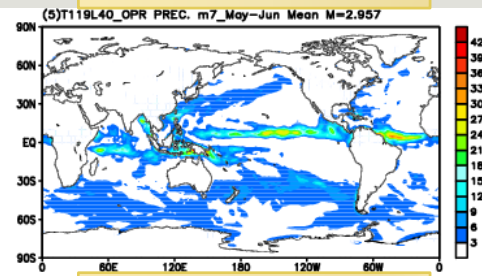 (5)T119L40_OPR PREC. m7_May-Jun Mean M=2.957
90N
60N
30N
EQ
30S
60S
90S
0 60E 120E 180 120W 60W 0
42
39
36
33
30
27
24
21
18
15
12
9
6
3